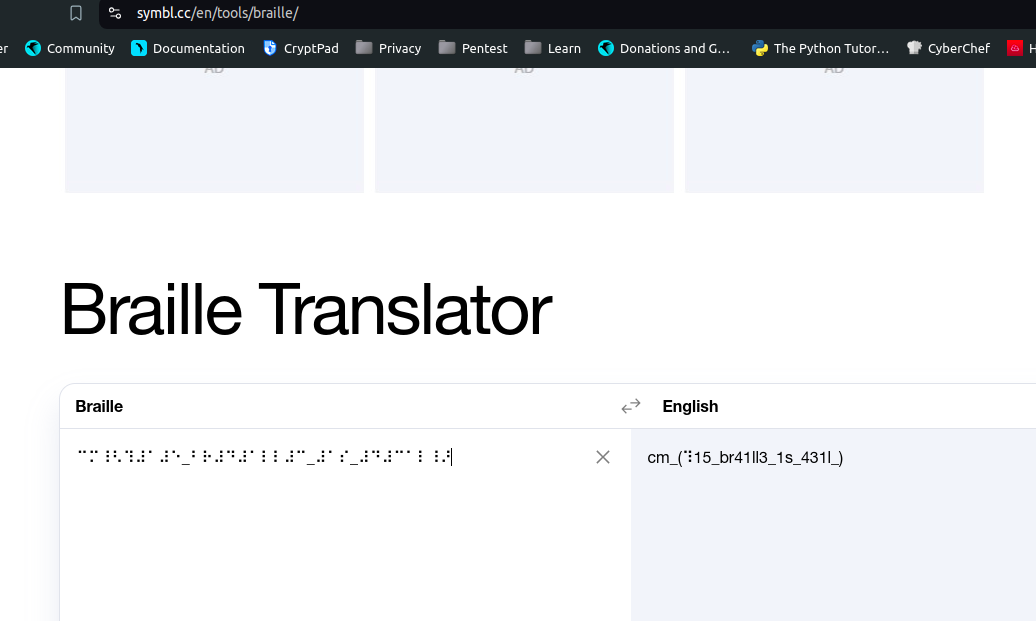 symbl.cc/en/tools/braille/
er Community Documentation CryptPad Privacy Pentest Learn Donations and G... The Python Tutor... CyberChef H
AD AD AD
Braille Translator
Braille English
⠉⠍⠸⠣⠹⠼⠁⠼⠑_⠃⠗⠼⠙⠼⠁⠇⠇⠼⠉_⠼⠁⠎_⠼⠙⠼⠉⠁⠇⠸⠜ cm_(⠹15_br41ll3_1s_431l_)